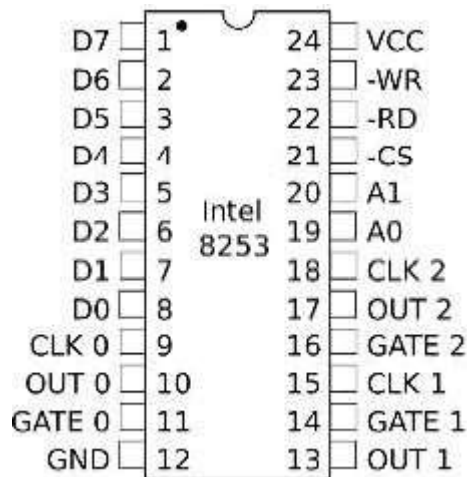 D7 1 24 VCC
D6 2 23 -WR
D5 3 22 -RD
D4 4 21 -CS
D3 5 20 A1
Intel
D2 6 19 A0
8253
D1 7 18 CLK 2
D0 8 17 OUT 2
CLK 0 9 16 GATE 2
OUT 0 10 15 CLK 1
GATE 0 11 14 GATE 1
GND 12 13 OUT 1